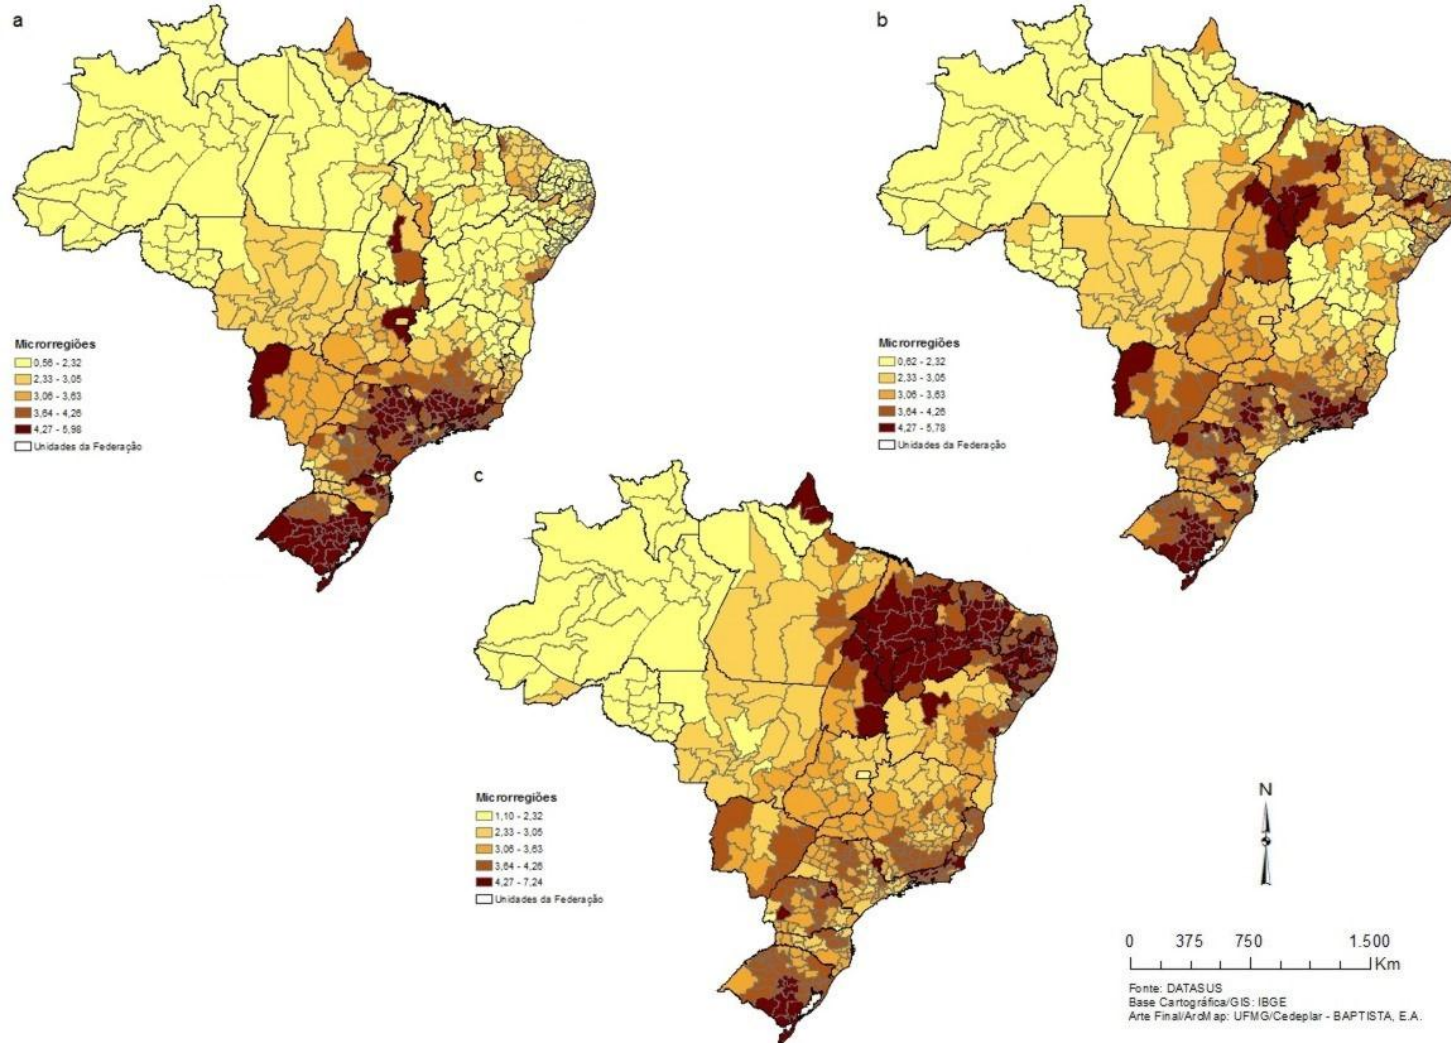 a
Microrregiões
0,56 - 2,32
2,33 - 3,05
3,06 - 3,63
3,64 - 4,26
4,27 - 5,98
Unidades da Federação
b
Microrregiões
0,62 - 2,32
2,33 - 3,05
3,06 - 3,63
3,64 - 4,26
4,27 - 5,78
Unidades da Federação
c
Microrregiões
1,10 - 2,32
2,33 - 3,05
3,06 - 3,63
3,64 - 4,26
4,27 - 7,24
Unidades da Federação
N
0 375 750 1.500
Km
Fonte: DATASUS
Base Cartográfica/GIS: IBGE
Arte Final/ArcMap: UFMG/Cedeplar - BAPTISTA, E.A.